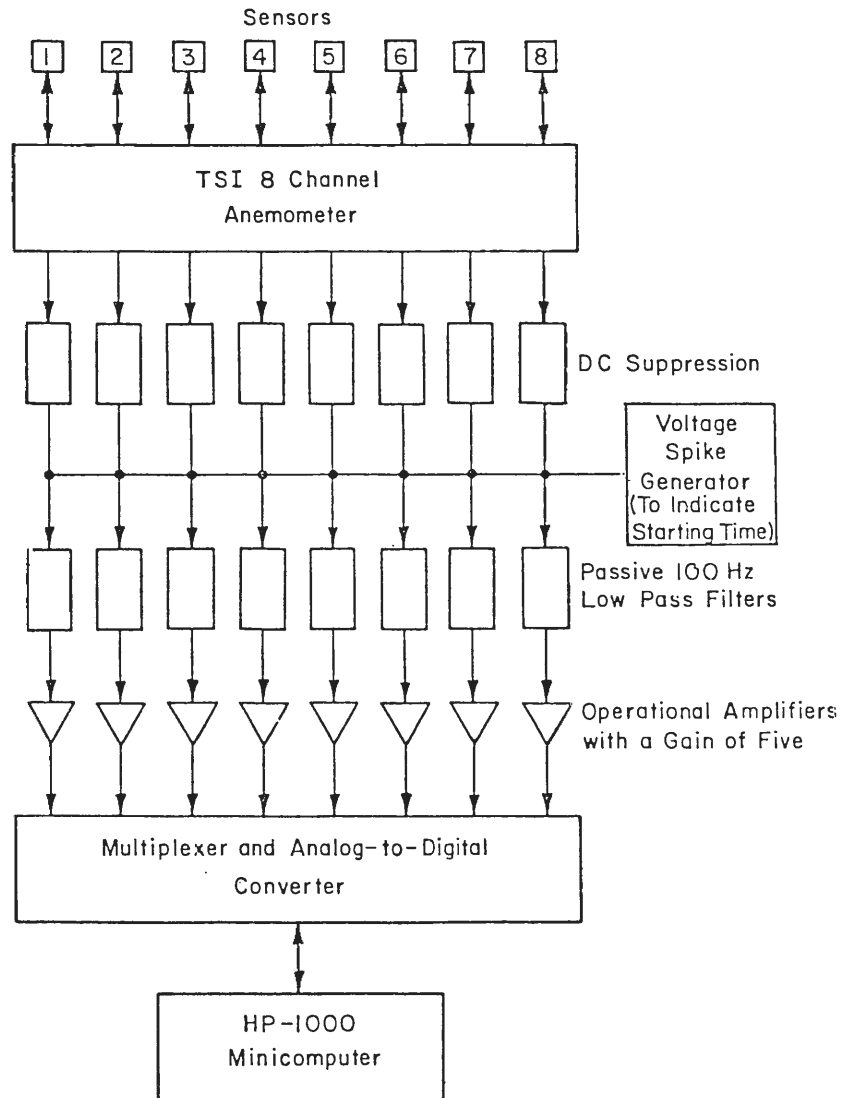 Sensors
1 2 3 4 5 6 7 8
TSI 8 Channel
Anemometer
DC Suppression
Voltage
Spike
Generator
(To Indicate
Starting Time)
Passive 100 Hz
Low Pass Filters
Operational Amplifiers
with a Gain of Five
Multiplexer and Analog-to-Digital
Converter
HP-1000
Minicomputer